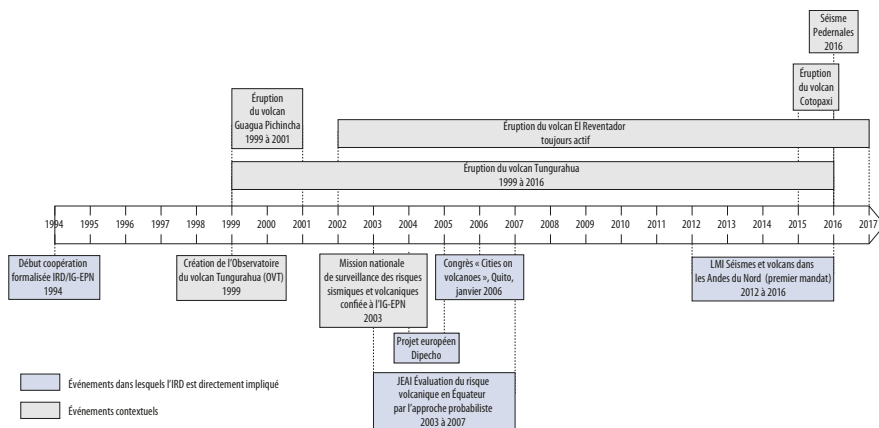 Séisme
Pedernales
2016
Éruption
du volcan
Cotopaxi
Éruption
du volcan
Guagua Pichincha
1999 à 2001
Éruption du volcan El Reventador
toujours actif
Éruption du volcan Tungurahua
1999 à 2016
1994 1995 1996 1997 1998 1999 2000 2001 2002 2003 2004 2005 2006 2007 2008 2009 2010 2011 2012 2013 2014 2015 2016 2017
Début coopération
formalisée IRD/IG-EPN
1994
Création de l'Observatoire
du volcan Tungurahua (OVT)
1999
Mission nationale
de surveillance des risques
sismiques et volcaniques
confiée à l'IG-EPN
2003
Congrès « Cities on
volcanoes », Quito,
janvier 2006
LMI Séismes et volcans dans
les Andes du Nord (premier mandat)
2012 à 2016
Projet européen
Dipecho
JEAI Évaluation du risque
volcanique en Équateur
par l'approche probabiliste
2003 à 2007
Événements dans lesquels l'IRD est directement impliqué
Événements contextuels